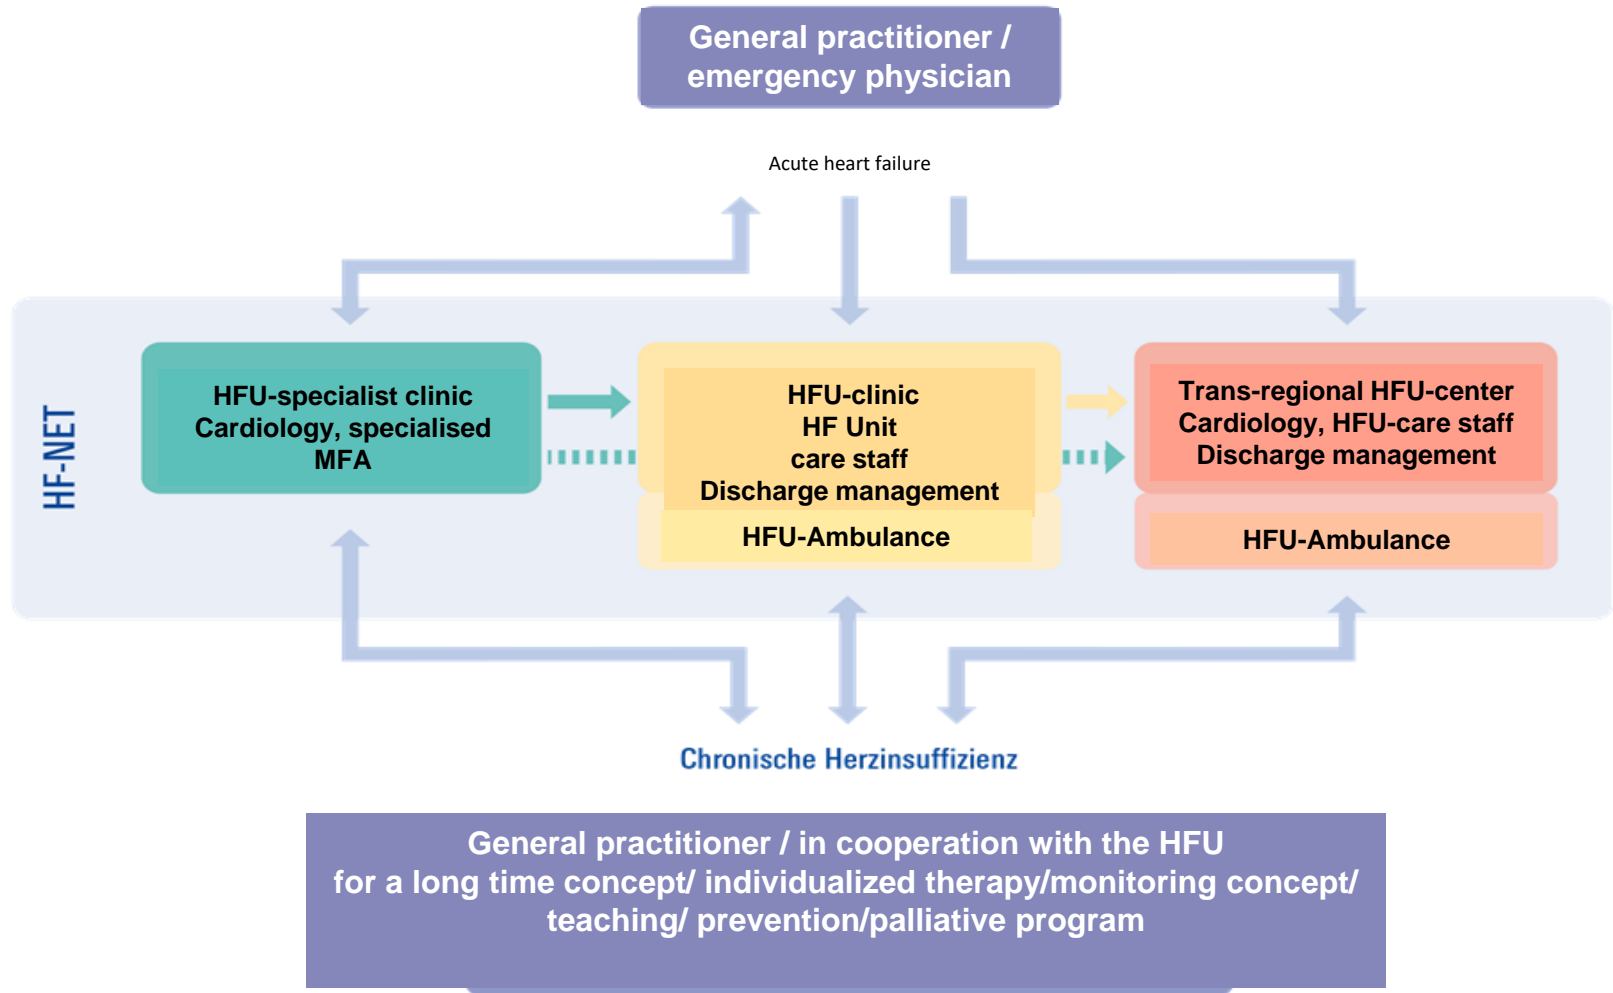 General practitioner /
emergency physician
Acute heart failure
HF-NET
HFU-specialist clinic
Cardiology, specialised
MFA
HFU-clinic
HF Unit
care staff
Discharge management
HFU-Ambulance
Trans-regional HFU-center
Cardiology, HFU-care staff
Discharge management
HFU-Ambulance
Chronische Herzinsuffizienz
General practitioner / in cooperation with the HFU
for a long time concept/ individualized therapy/monitoring concept/
teaching/ prevention/palliative program